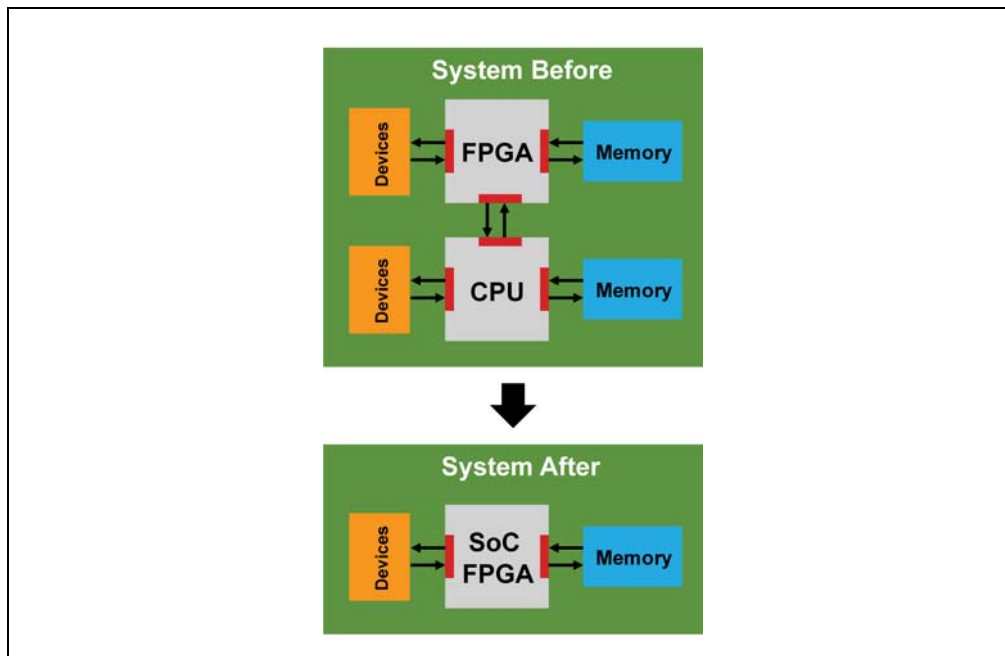 System Before
Devices
FPGA
Memory
Devices
CPU
Memory
System After
Devices
SoC
FPGA
Memory